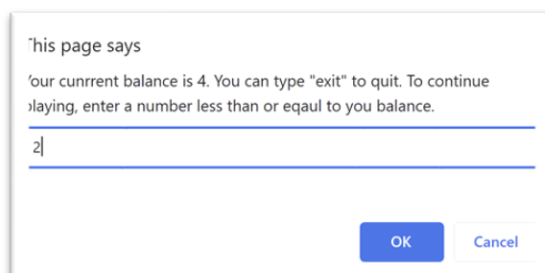 his page says
our cunrrent balance is 4. You can type "exit" to quit. To continue
laying, enter a number less than or eqaul to you balance.
2
OK Cancel